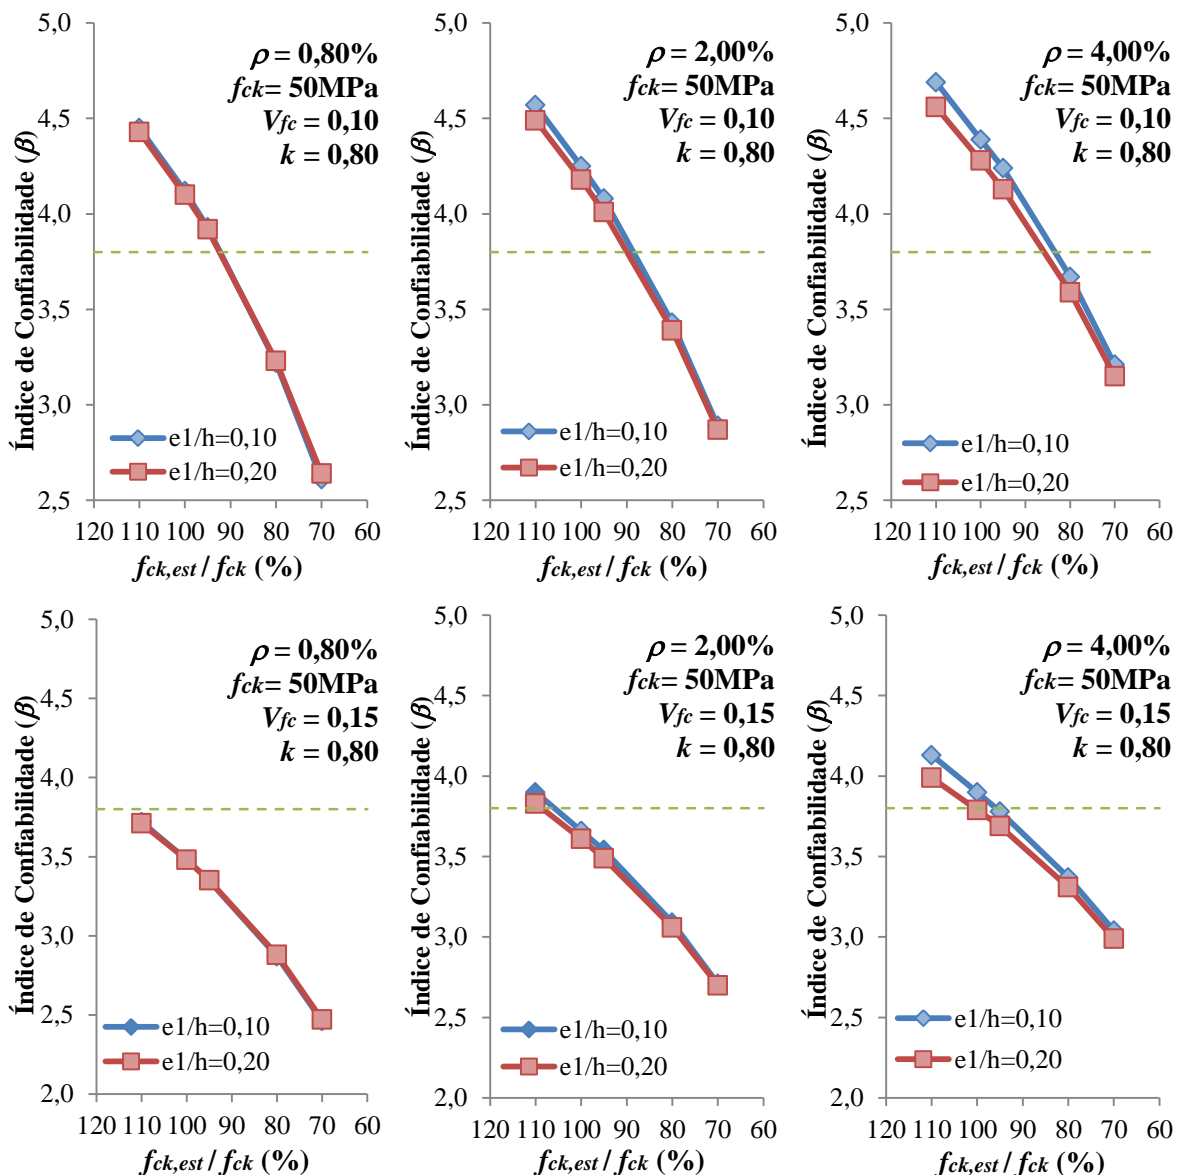 Índice de Confiabilidade (β)
5,0
4,5
4,0
3,5
3,0
2,5
ρ = 0,80%
fck= 50MPa
Vfc = 0,10
k = 0,80
e1/h=0,10
e1/h=0,20
120 110 100 90 80 70 60
fck,est / fck (%)
Índice de Confiabilidade (β)
5,0
4,5
4,0
3,5
3,0
2,5
ρ = 2,00%
fck= 50MPa
Vfc = 0,10
k = 0,80
e1/h=0,10
e1/h=0,20
120 110 100 90 80 70 60
fck,est / fck (%)
Índice de Confiabilidade (β)
5,0
4,5
4,0
3,5
3,0
2,5
ρ = 4,00%
fck= 50MPa
Vfc = 0,10
k = 0,80
e1/h=0,10
e1/h=0,20
120 110 100 90 80 70 60
fck,est / fck (%)
Índice de Confiabilidade (β)
5,0
4,5
4,0
3,5
3,0
2,5
2,0
ρ = 0,80%
fck= 50MPa
Vfc = 0,15
k = 0,80
e1/h=0,10
e1/h=0,20
120 110 100 90 80 70 60
fck,est / fck (%)
Índice de Confiabilidade (β)
5,0
4,5
4,0
3,5
3,0
2,5
2,0
ρ = 2,00%
fck= 50MPa
Vfc = 0,15
k = 0,80
e1/h=0,10
e1/h=0,20
120 110 100 90 80 70 60
fck,est / fck (%)
Índice de Confiabilidade (β)
5,0
4,5
4,0
3,5
3,0
2,5
2,0
ρ = 4,00%
fck= 50MPa
Vfc = 0,15
k = 0,80
e1/h=0,10
e1/h=0,20
120 110 100 90 80 70 60
fck,est / fck (%)